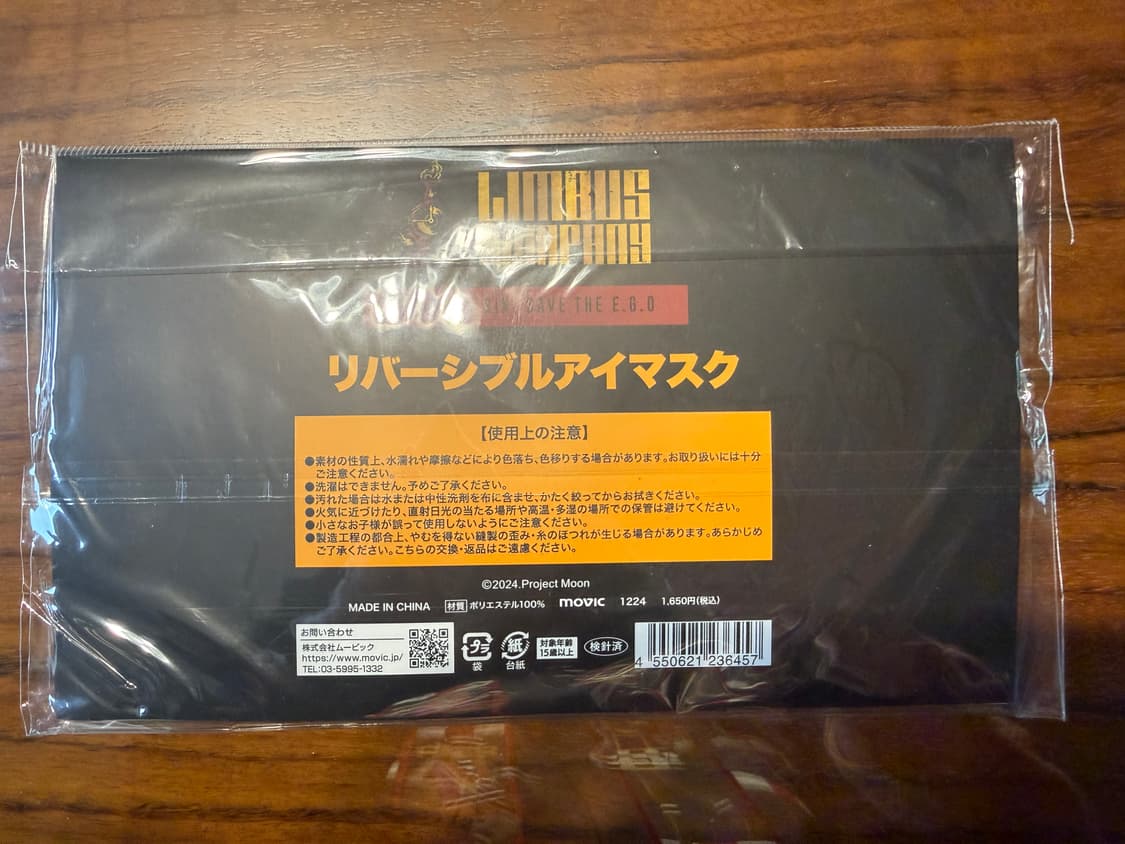 LIMBUS
COMPANY
SIN, SAVE THE E.G.O
リバーシブルアイマスク
【使用上の注意】
●素材の性質上、水濡れや摩擦などにより色落ち、色移りする場合があります。お取り扱いには十分
ご注意ください。
●洗濯はできません。予めご了承ください。
●汚れた場合は水または中性洗剤を布に含ませ、かたく絞ってからお拭きください。
●火気に近づけたり、直射日光の当たる場所や高温・多湿の場所での保管は避けてください。
●小さなお子様が誤って使用しないようにご注意ください。
●製造工程の都合上、やむを得ない縫製の歪み・糸のほつれが生じる場合があります。あらかじめ
ご了承ください。こちらの交換・返品はご遠慮ください。
©2024.Project Moon
MADE IN CHINA 材質 ポリエステル100% movic 1224 1,650円(税込)
お問い合わせ
株式会社ムービック
https://www.movic.jp/
TEL:03-5995-1332
プラ
袋
紙
台紙
対象年齢
15歳以上
検針済
4 550621 236457